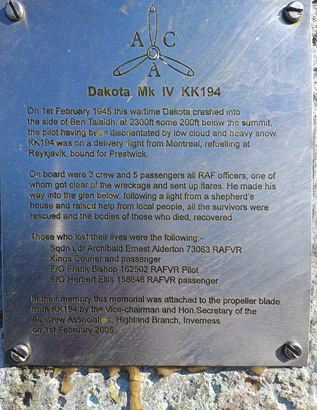 A C
A
Dakota Mk IV KK194
On 1st February 1945 this wartime Dakota crashed into
the side of Ben Talaidh, at 2300ft some 200ft below the summit,
the pilot having been disorientated by low cloud and heavy snow.
KK194 was on a delivery flight from Montreal, refuelling at
Reykjavik, bound for Prestwick.
On board were 3 crew and 5 passengers all RAF officers, one of
whom got clear of the wreckage and sent up flares. He made his
way into the glen below, following a light from a shepherd's
house and raised help from local people, all the survivors were
rescued and the bodies of those who died, recovered.
Those who lost their lives were the following:-
Sqdn Ldr Archibald Ernest Alderton 73063 RAFVR
Kings Courier and passenger
F/O Frank Bishop 162502 RAFVR Pilot
F/O Herbert Ellis 158646 RAFVR passenger
In their memory this memorial was attached to the propeller blade
from KK194 by the Vice-chairman and Hon.Secretary of the
Air Crew Association, Highland Branch, Inverness
on 1st February 2005